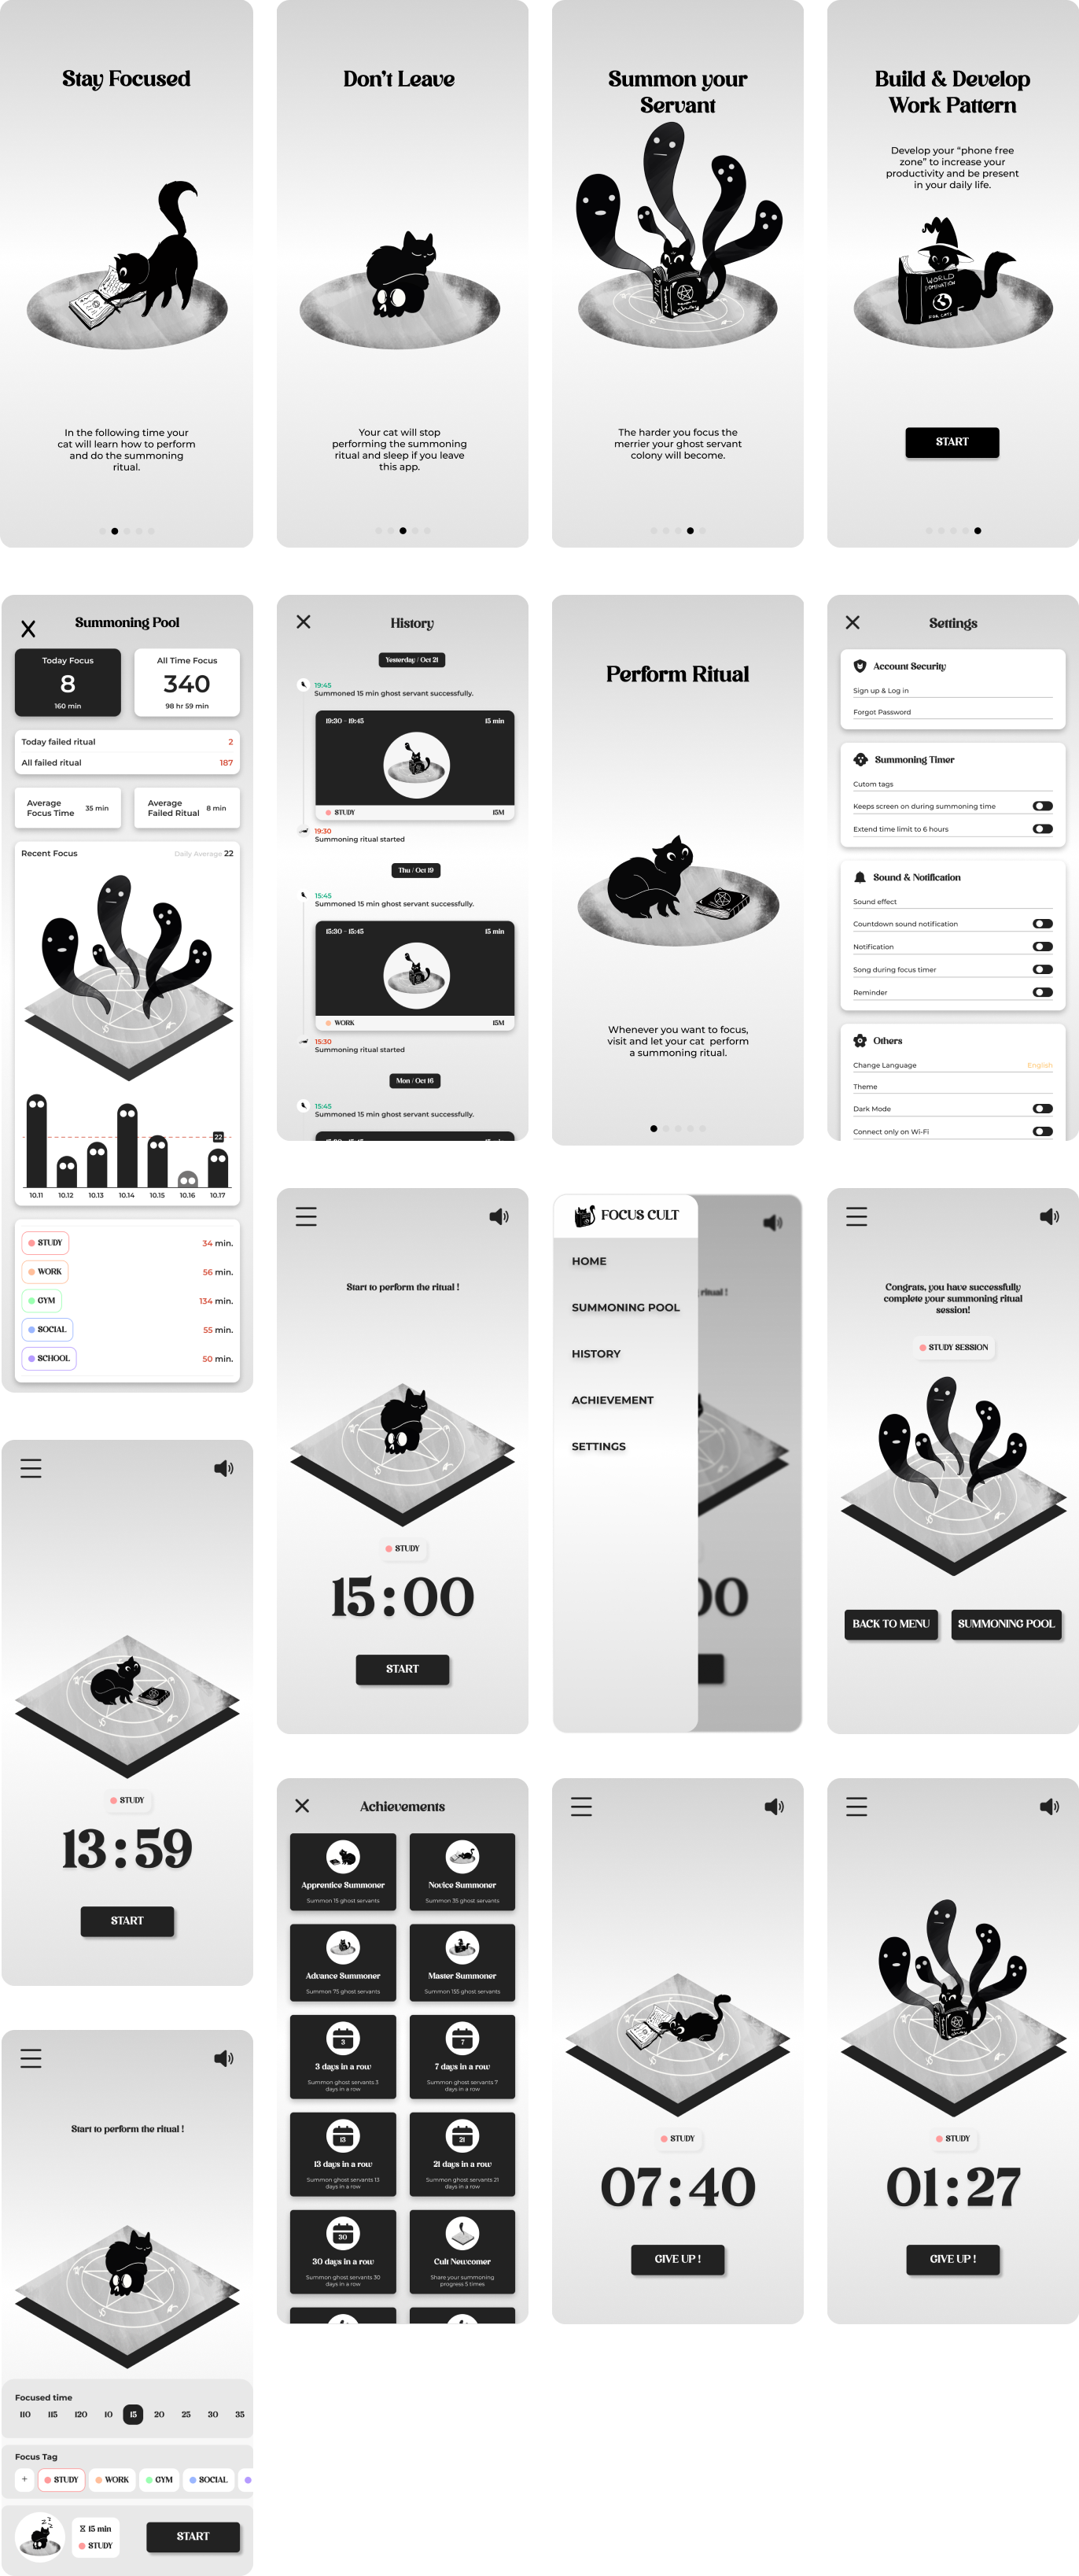 Stay Focused
In the following time your
cat will learn how to perform
and do the summoning
ritual.
Don't Leave
Your cat will stop
performing the summoning
ritual and sleep if you leave
this app.
Summon your
Servant
The harder you focus the
merrier your ghost servant
colony will become.
Build & Develop
Work Pattern
Develop your “phone free
zone” to increase your
productivity and be present
in your daily life.
WORLD
DOMINATION
FOR CATS
START
Summoning Pool
Today Focus
8
160 min
All Time Focus
340
98 hr 59 min
Today failed ritual 2
All failed ritual 187
Average
Focus Time
35 min
Average
Failed Ritual
8 min
Recent Focus
Daily Average 22
22
10.11 10.12 10.13 10.14 10.15 10.16 10.17
STUDY 34 min.
WORK 56 min.
GYM 134 min.
SOCIAL 55 min.
SCHOOL 50 min.
History
Yesterday / Oct 21
19:45
Summoned 15 min ghost servant successfully.
19:30 - 19:45 15 min
STUDY 15M
19:30
Summoning ritual started
Thu / Oct 19
15:45
Summoned 15 min ghost servant successfully.
15:30 - 15:45 15 min
WORK 15M
15:30
Summoning ritual started
Mon / Oct 16
15:45
Summoned 15 min ghost servant successfully.
Perform Ritual
Whenever you want to focus,
visit and let your cat perform
a summoning ritual.
Settings
Account Security
Sign up & Log in
Forgot Password
Summoning Timer
Cutom tags
Keeps screen on during summoning time
Extend time limit to 6 hours
Sound & Notification
Sound effect
Countdown sound notification
Notification
Song during focus timer
Reminder
Others
Change Language English
Theme
Dark Mode
Connect only on Wi-Fi
Start to perform the ritual !
STUDY
15:00
START
FOCUS CULT
HOME
SUMMONING POOL
HISTORY
ACHIEVEMENT
SETTINGS
ritual !
00
Congrats, you have successfully
complete your summoning ritual
session!
STUDY SESSION
BACK TO MENU
SUMMONING POOL
STUDY
13:59
START
Achievements
Apprentice Summoner
Summon 15 ghost servants
Novice Summoner
Summon 35 ghost servants
Advance Summoner
Summon 75 ghost servants
Master Summoner
Summon 155 ghost servants
3
3 days in a row
Summon ghost servants 3
days in a row
7
7 days in a row
Summon ghost servants 7
days in a row
13
13 days in a row
Summon ghost servants 13
days in a row
21
21 days in a row
Summon ghost servants 21
days in a row
30
30 days in a row
Summon ghost servants 30
days in a row
Cult Newcomer
Share your summoning
progress 5 times
STUDY
07:40
GIVE UP !
STUDY
01:27
GIVE UP !
Start to perform the ritual !
Focused time
110 115 120 10 15 20 25 30 35
Focus Tag
+ STUDY WORK GYM SOCIAL
15 min
STUDY
START